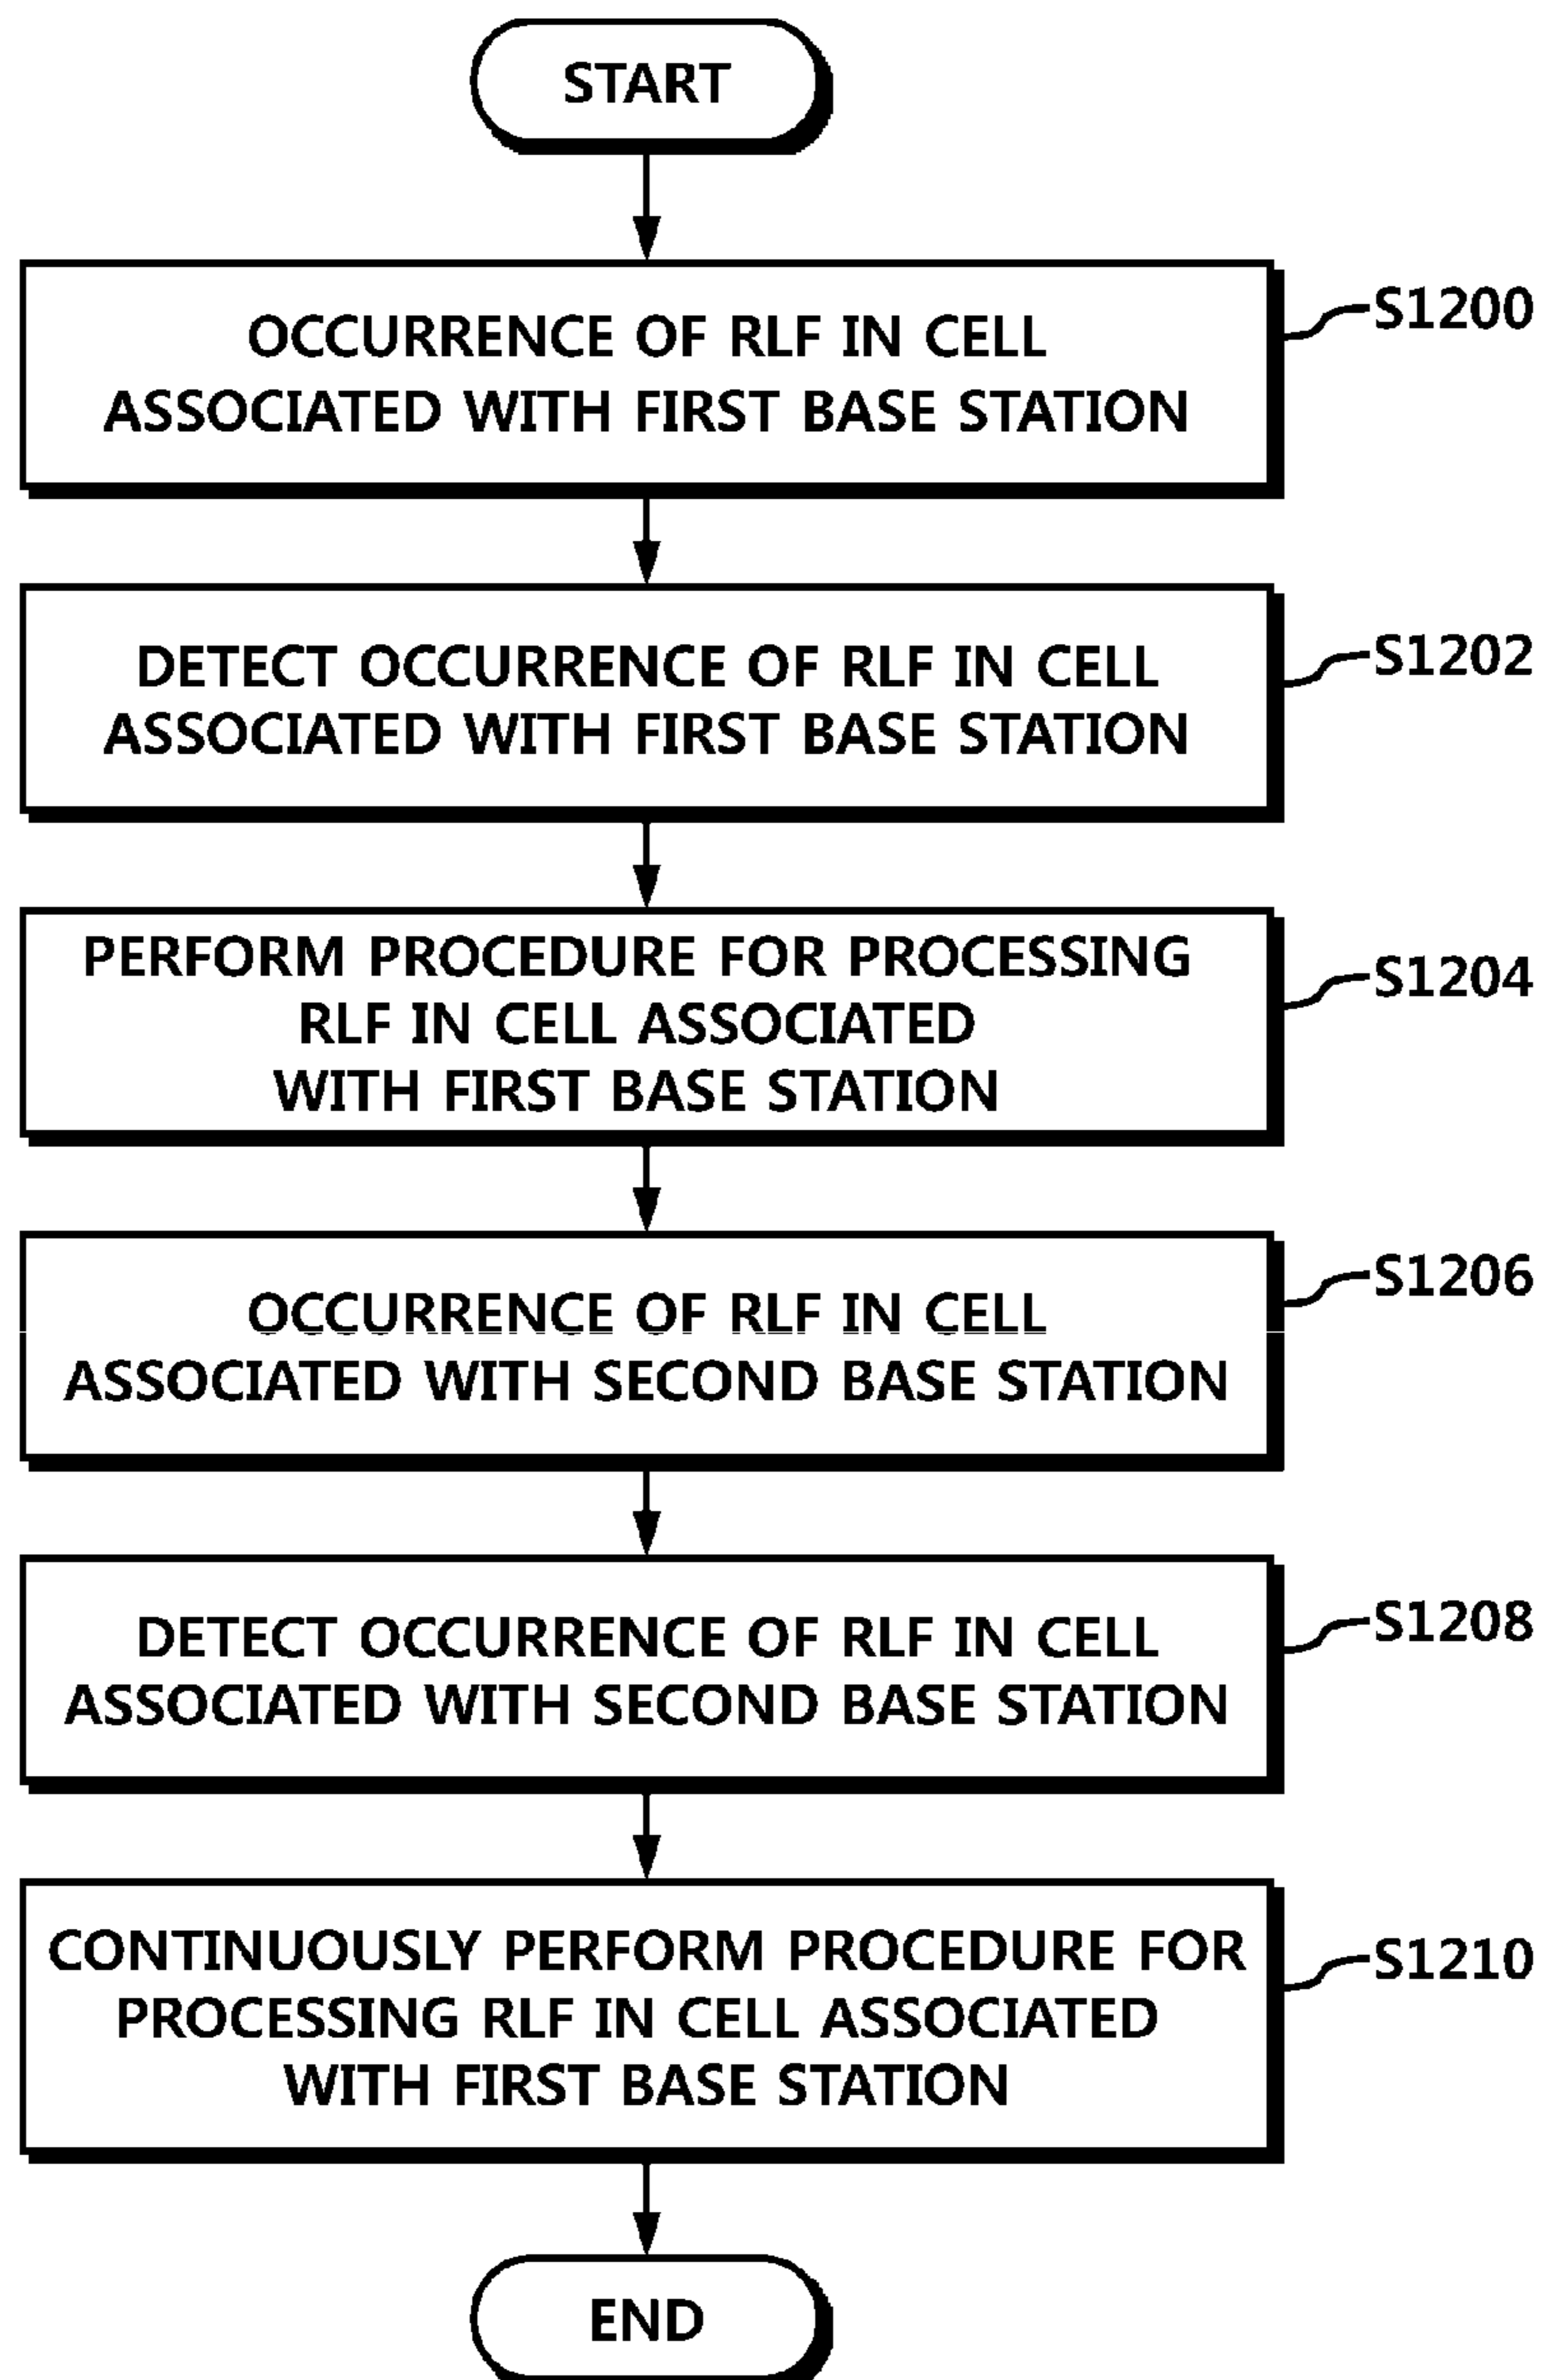 START
OCCURRENCE OF RLF IN CELL
ASSOCIATED WITH FIRST BASE STATION
S1200
DETECT OCCURRENCE OF RLF IN CELL
ASSOCIATED WITH FIRST BASE STATION
S1202
PERFORM PROCEDURE FOR PROCESSING
RLF IN CELL ASSOCIATED
WITH FIRST BASE STATION
S1204
OCCURRENCE OF RLF IN CELL
ASSOCIATED WITH SECOND BASE STATION
S1206
DETECT OCCURRENCE OF RLF IN CELL
ASSOCIATED WITH SECOND BASE STATION
S1208
CONTINUOUSLY PERFORM PROCEDURE FOR
PROCESSING RLF IN CELL ASSOCIATED
WITH FIRST BASE STATION
S1210
END